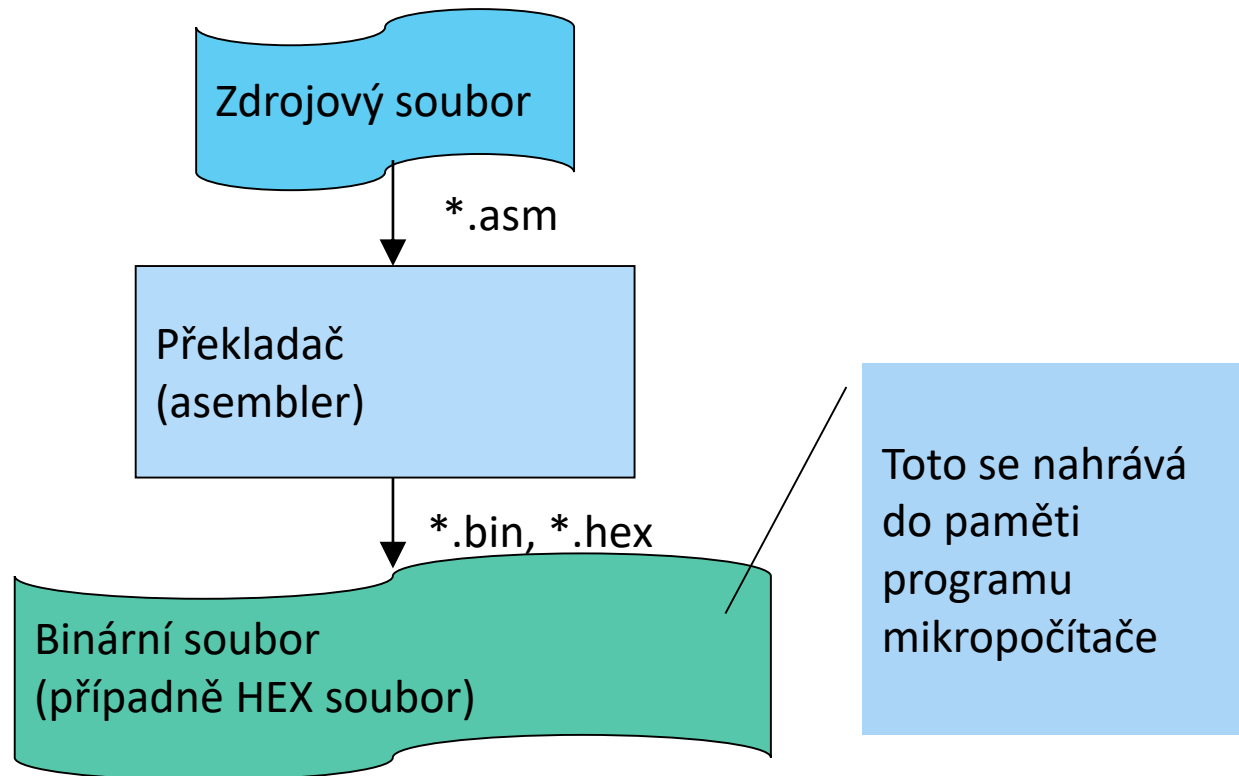 Zdrojový soubor
*.asm
Překladač
(asembler)
*.bin, *.hex
Binární soubor
(případně HEX soubor)
Toto se nahrává
do paměti
programu
mikropočítače